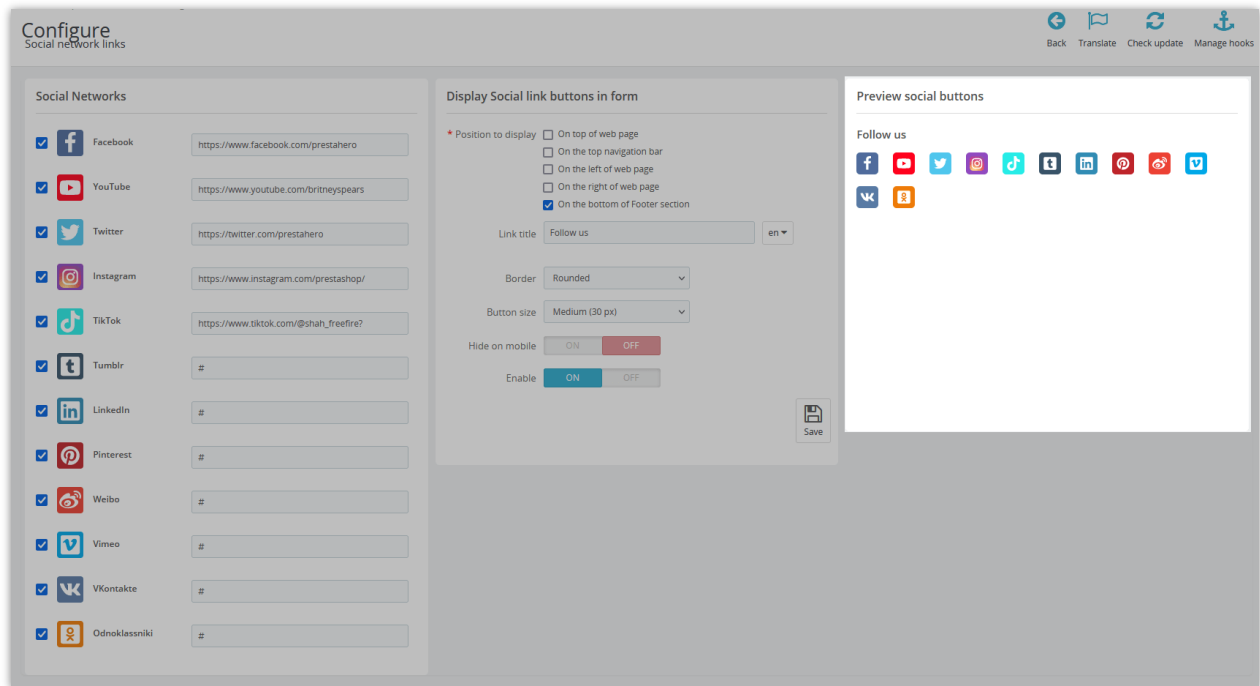 Configure
Social network links
Back Translate Check update Manage hooks
Social Networks
Facebook https://www.facebook.com/prestahero
YouTube https://www.youtube.com/britneyspears
Twitter https://twitter.com/prestahero
Instagram https://www.instagram.com/prestashop/
TikTok https://www.tiktok.com/@shah_freefire?
Tumblr #
LinkedIn #
Pinterest #
Weibo #
Vimeo #
VKontakte #
Odnoklassniki #
Display Social link buttons in form
* Position to display On top of web page
On the top navigation bar
On the left of web page
On the right of web page
On the bottom of Footer section
Link title Follow us en
Border Rounded
Button size Medium (30 px)
Hide on mobile ON OFF
Enable ON OFF
Save
Preview social buttons
Follow us